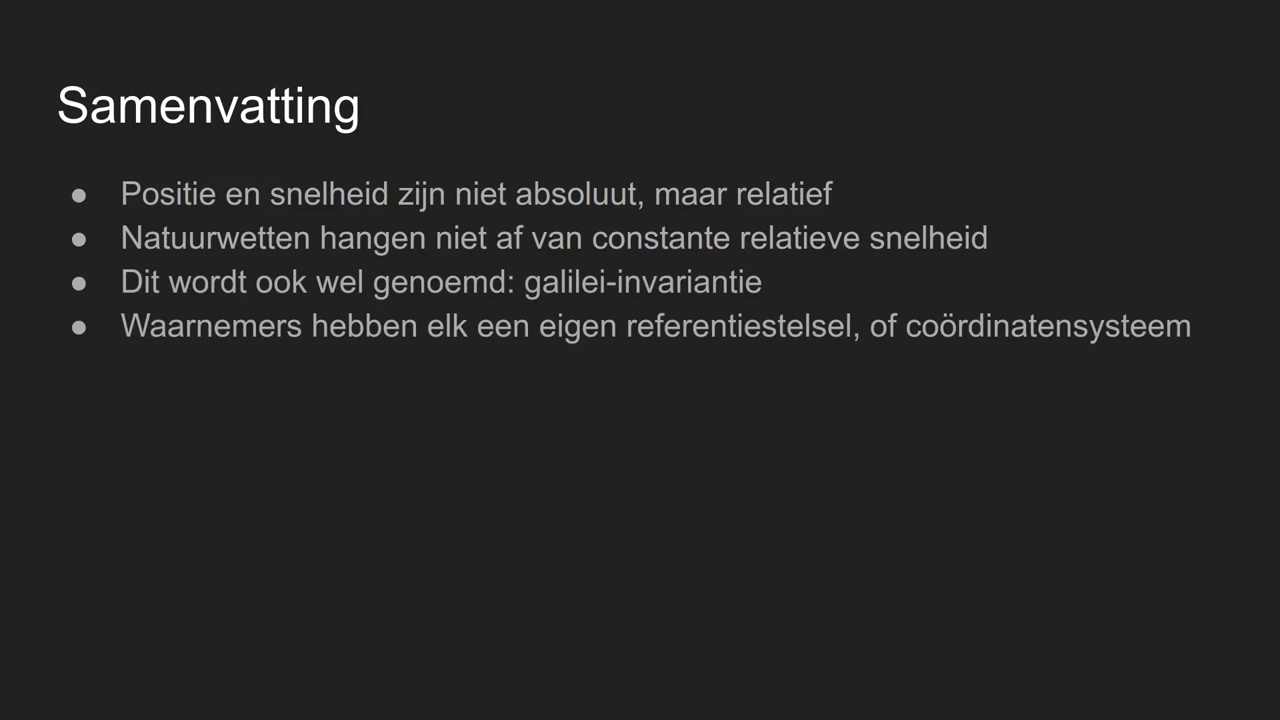 Samenvatting
● Positie en snelheid zijn niet absoluut, maar relatief
● Natuurwetten hangen niet af van constante relatieve snelheid
● Dit wordt ook wel genoemd: galilei-invariantie
● Waarnemers hebben elk een eigen referentiestelsel, of coördinatensysteem